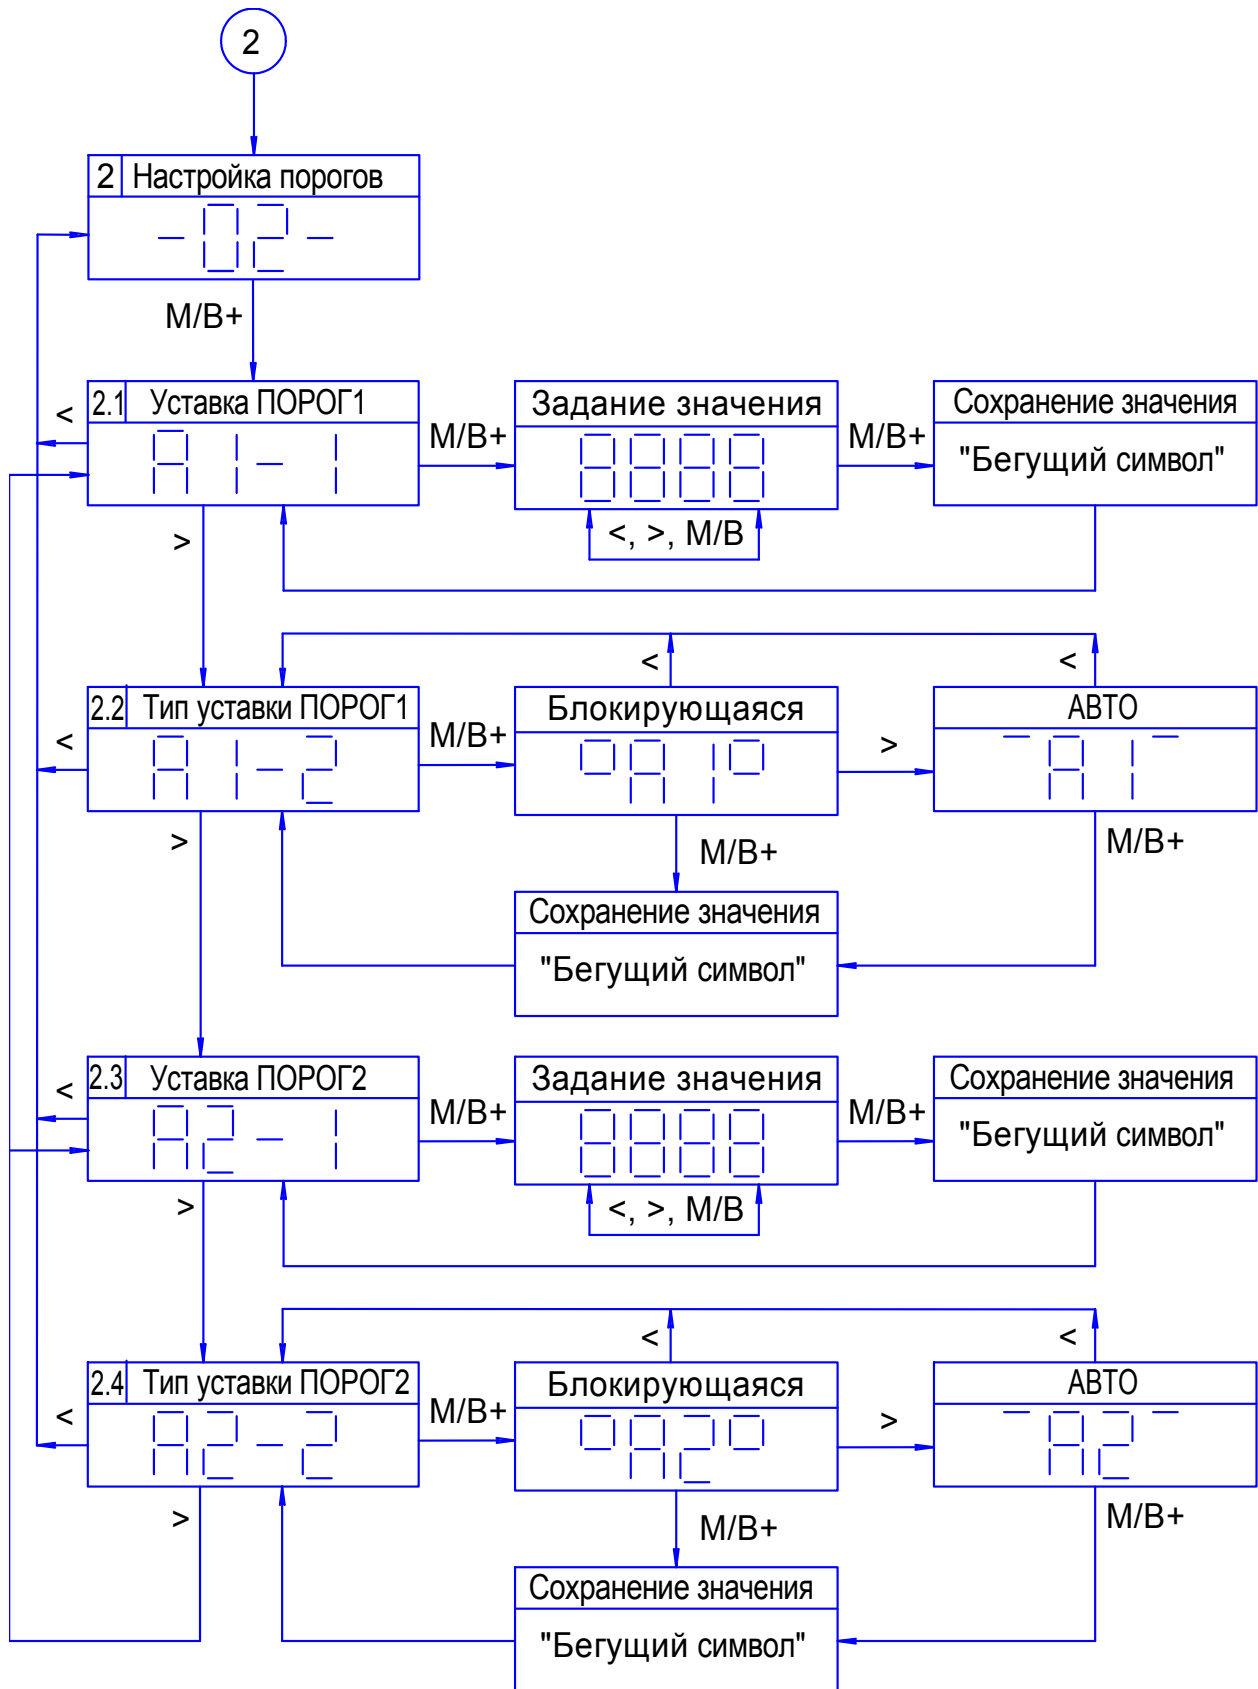 2
2 Настройка порогов
-02-
М/В+
2.1 Уставка ПОРОГ1
A1-1
<
>
М/В+
Задание значения
8888
<, >, М/В
М/В+
Сохранение значения
"Бегущий символ"
2.2 Тип уставки ПОРОГ1
A1-2
<
>
М/В+
Блокирующаяся
°A1°
<
>
М/В+
АВТО
¯A1¯
<
М/В+
Сохранение значения
"Бегущий символ"
2.3 Уставка ПОРОГ2
A2-1
<
>
М/В+
Задание значения
8888
<, >, М/В
М/В+
Сохранение значения
"Бегущий символ"
2.4 Тип уставки ПОРОГ2
A2-2
<
>
М/В+
Блокирующаяся
°A2°
<
>
М/В+
АВТО
¯A2¯
<
М/В+
Сохранение значения
"Бегущий символ"